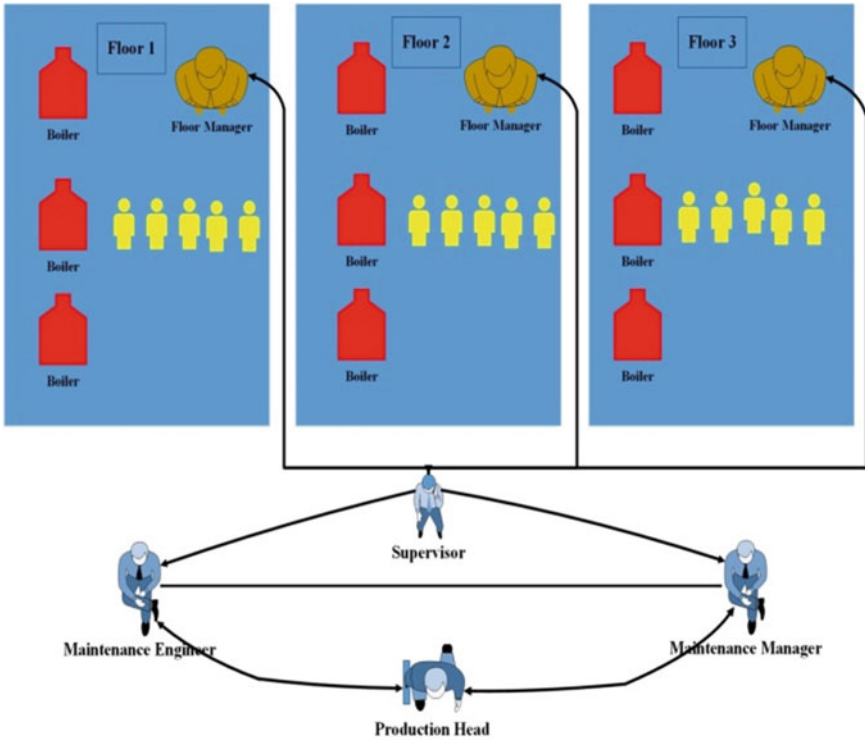 Floor 1
Boiler
Floor Manager
Boiler
Boiler
Floor 2
Boiler
Floor Manager
Boiler
Boiler
Floor 3
Boiler
Floor Manager
Boiler
Boiler
Supervisor
Maintenance Engineer
Maintenance Manager
Production Head